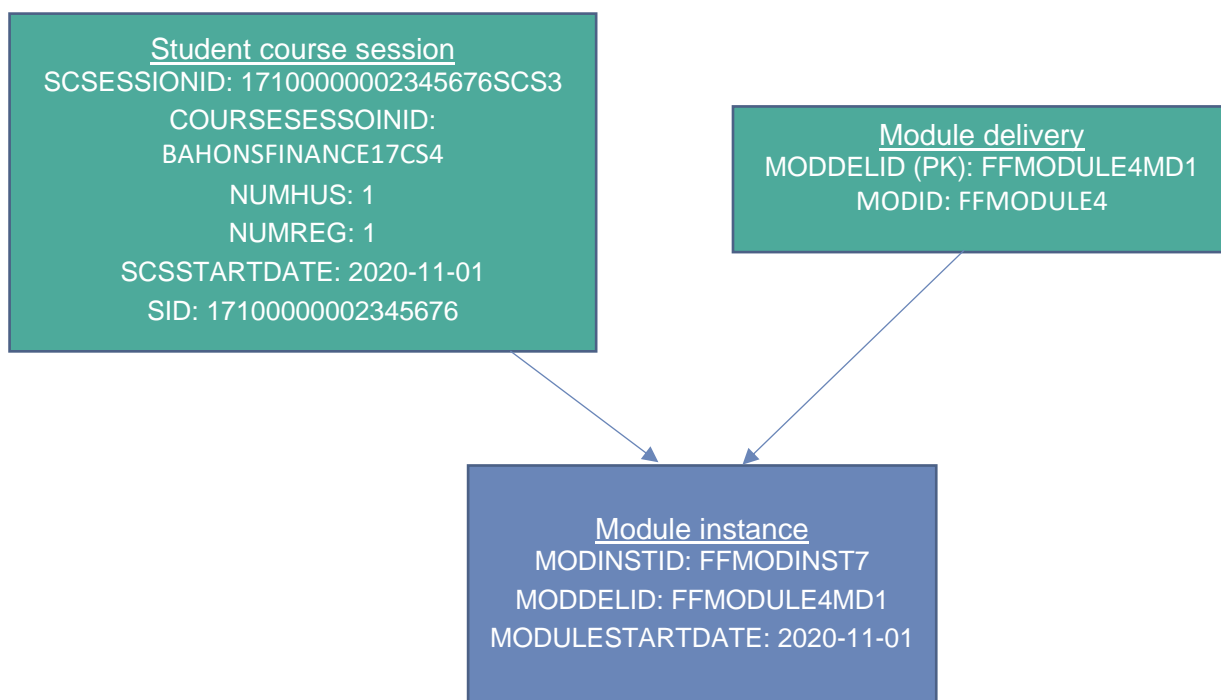 Student course session
SCSESSIONID: 17100000002345676SCS3
COURSESESSOINID:
BAHONSFINANCE17CS4
NUMHUS: 1
NUMREG: 1
SCSSTARTDATE: 2020-11-01
SID: 17100000002345676
Module delivery
MODDELID (PK): FFMODULE4MD1
MODID: FFMODULE4
Module instance
MODINSTID: FFMODINST7
MODDELID: FFMODULE4MD1
MODULESTARTDATE: 2020-11-01